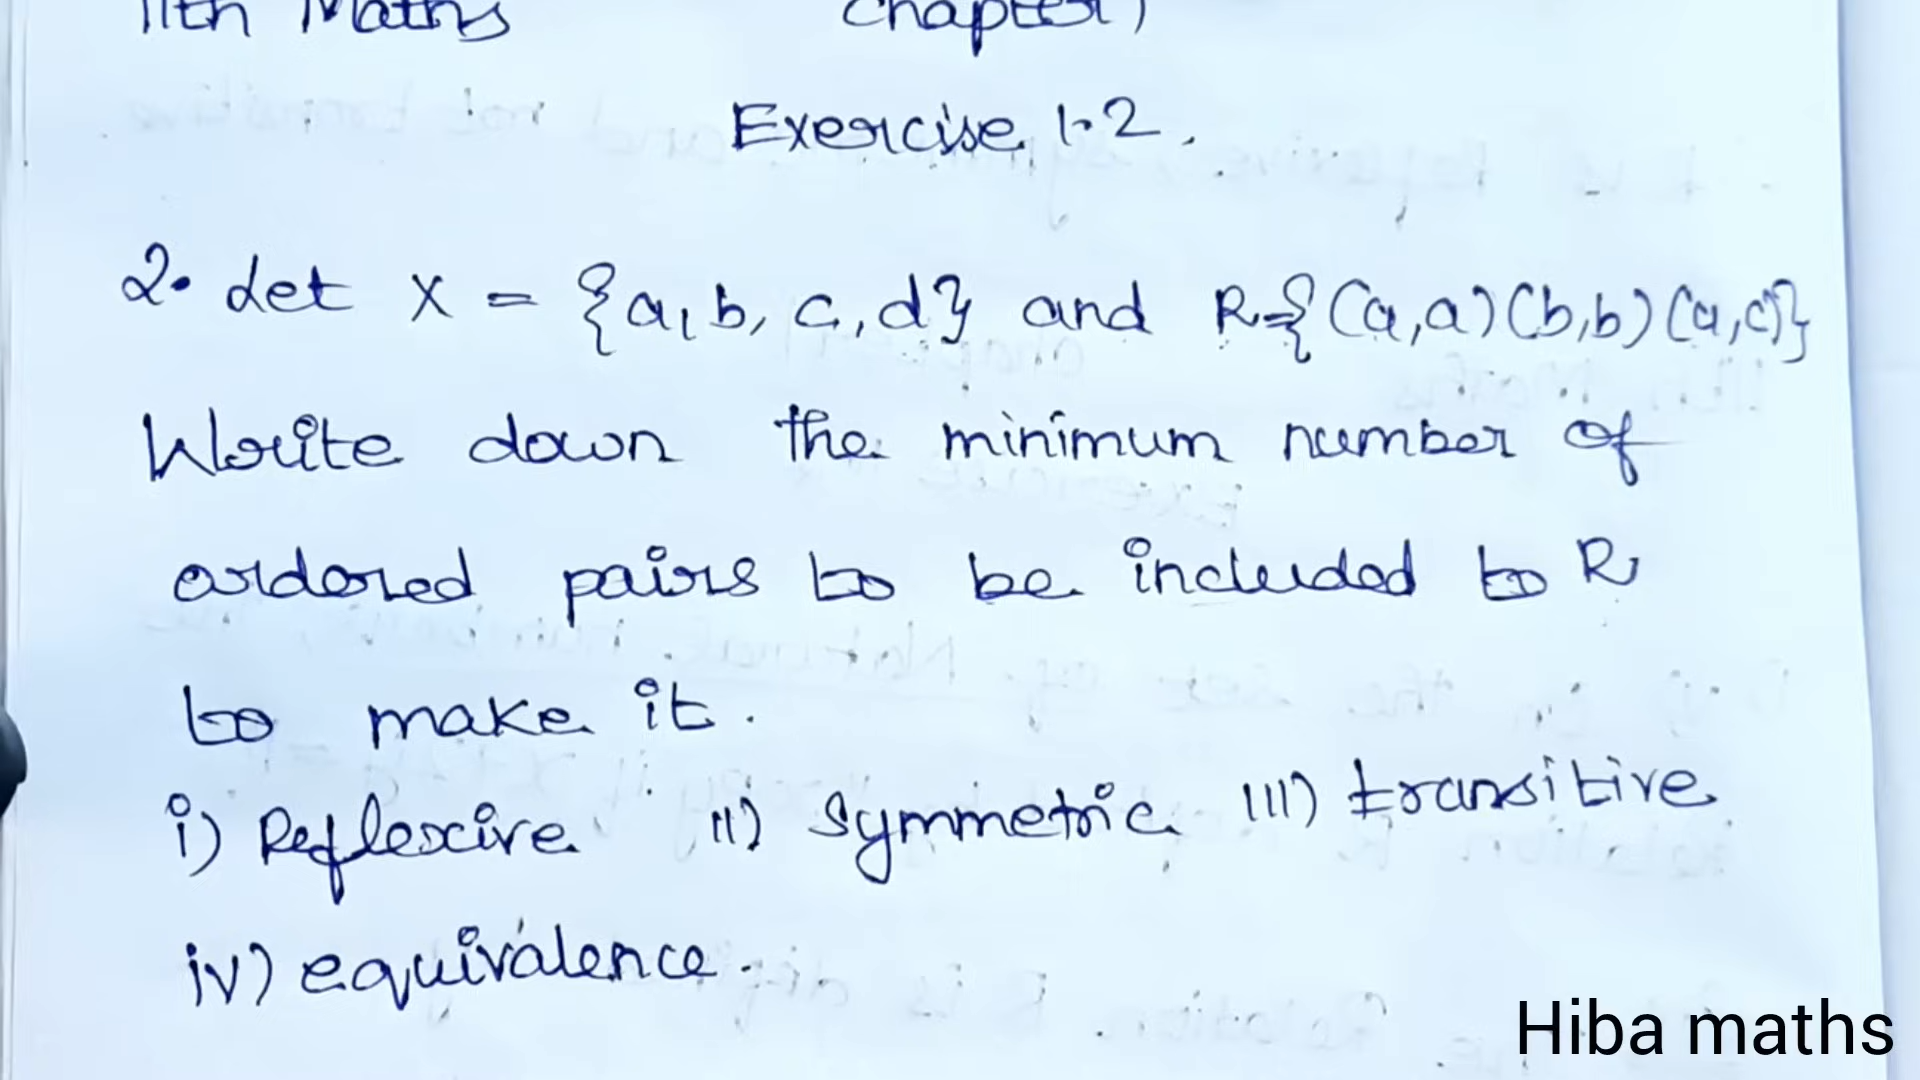 11th Maths Chapter 1
Exercise 1.2.
2. Let X = {a, b, c, d} and R={(a,a)(b,b)(a,c)}
Write down the minimum number of
ordered pairs to be included to R
to make it.
i) Reflexive ii) Symmetric iii) transitive
iv) equivalence.
Hiba maths